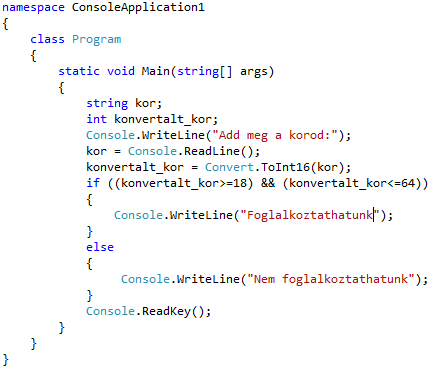 namespace ConsoleApplication1
{
    class Program
    {
        static void Main(string[] args)
        {
            string kor;
            int konvertalt_kor;
            Console.WriteLine("Add meg a korod:");
            kor = Console.ReadLine();
            konvertalt_kor = Convert.ToInt16(kor);
            if ((konvertalt_kor>=18) && (konvertalt_kor<=64))
            {
                Console.WriteLine("Foglalkoztathatunk");
            }
            else
            {
                 Console.WriteLine("Nem foglalkoztathatunk");
            }
            Console.ReadKey();
        }
    }
}